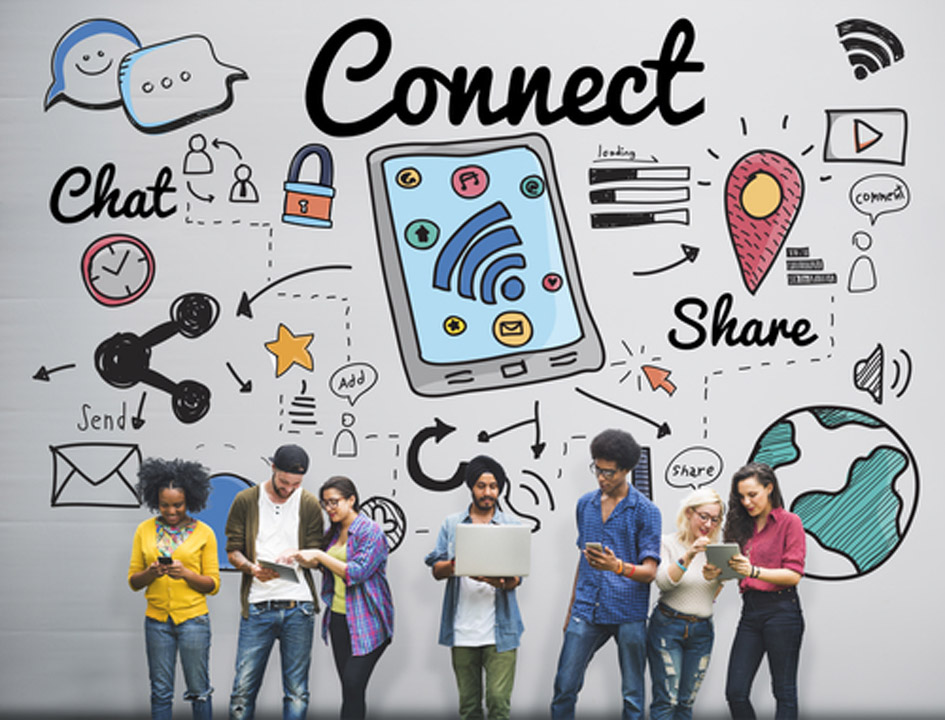 Connect
Chat
loading
comment
Share
Add
Send
share